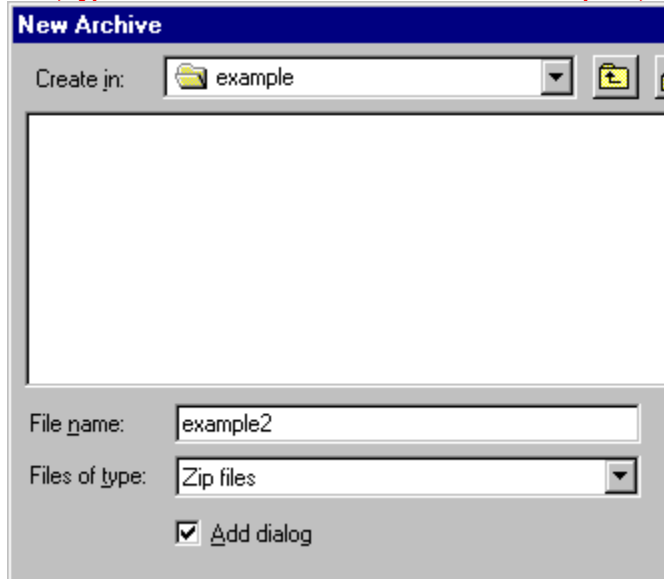 New Archive
Create in: example
File name: example2
Files of type: Zip files
Add dialog